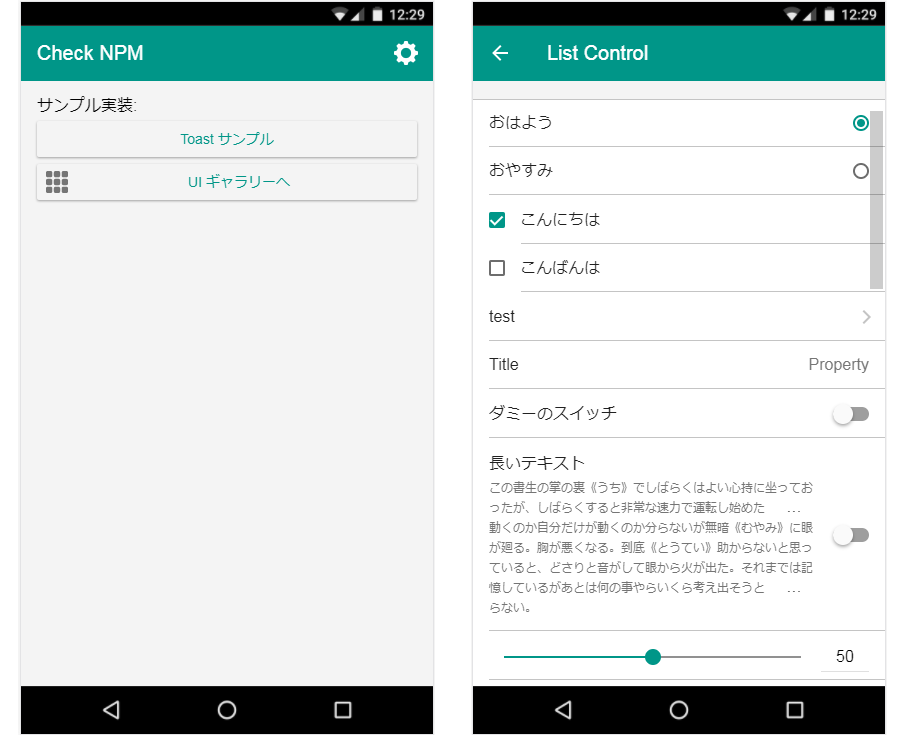 12:29
Check NPM
サンプル実装:
Toast サンプル
UI ギャラリーへ
12:29
List Control
おはよう
おやすみ
こんにちは
こんばんは
test
Title
Property
ダミーのスイッチ
長いテキスト
この書生の掌の裏《うち》でしばらくはよい心持に坐ってお
ったが、しばらくすると非常な速力で運転し始めた ...
動くのか自分だけが動くのか分らないが無暗《むやみ》に眼
が廻る。胸が悪くなる。到底《とうてい》助からないと思っ
ていると、どさりと音がして眼から火が出た。それまでは記
憶しているがあとは何の事やらいくら考え出そうと ...
らない。
50